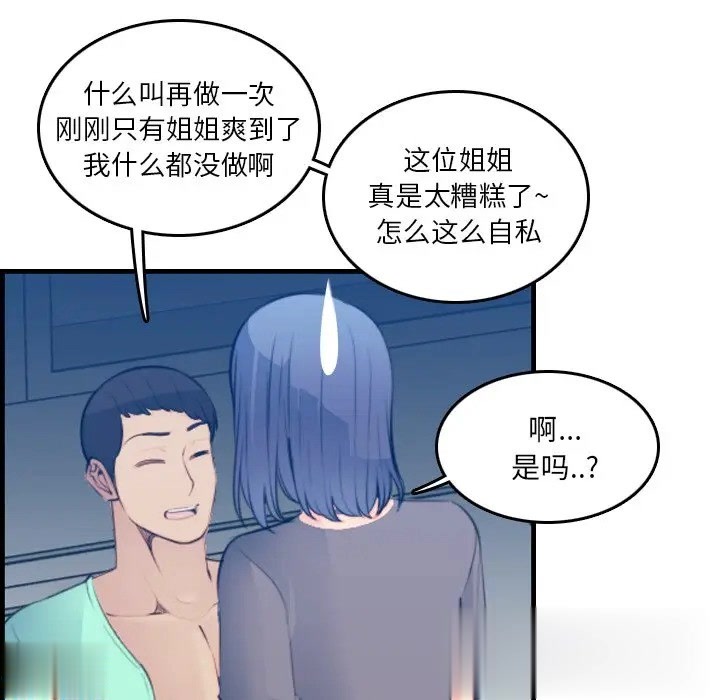 什么叫再做一次
刚刚只有姐姐爽到了
我什么都没做啊
这位姐姐
真是太糟糕了~
怎么这么自私
啊...
是吗..?